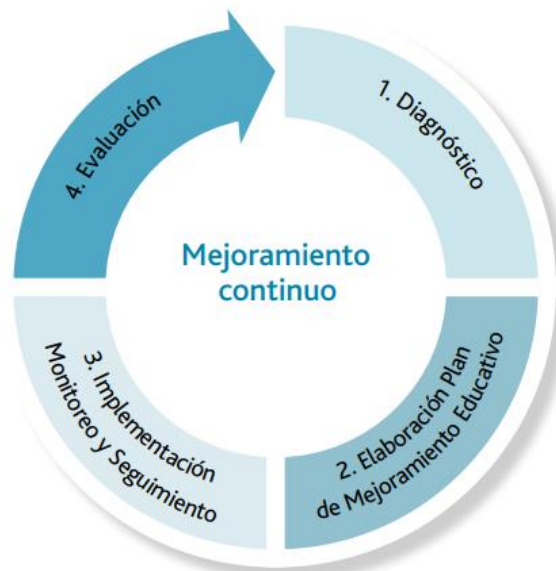 1. Diagnóstico
2. Elaboración Plan
de Mejoramiento Educativo
3. Implementación
Monitoreo y Seguimiento
4. Evaluación
Mejoramiento
continuo